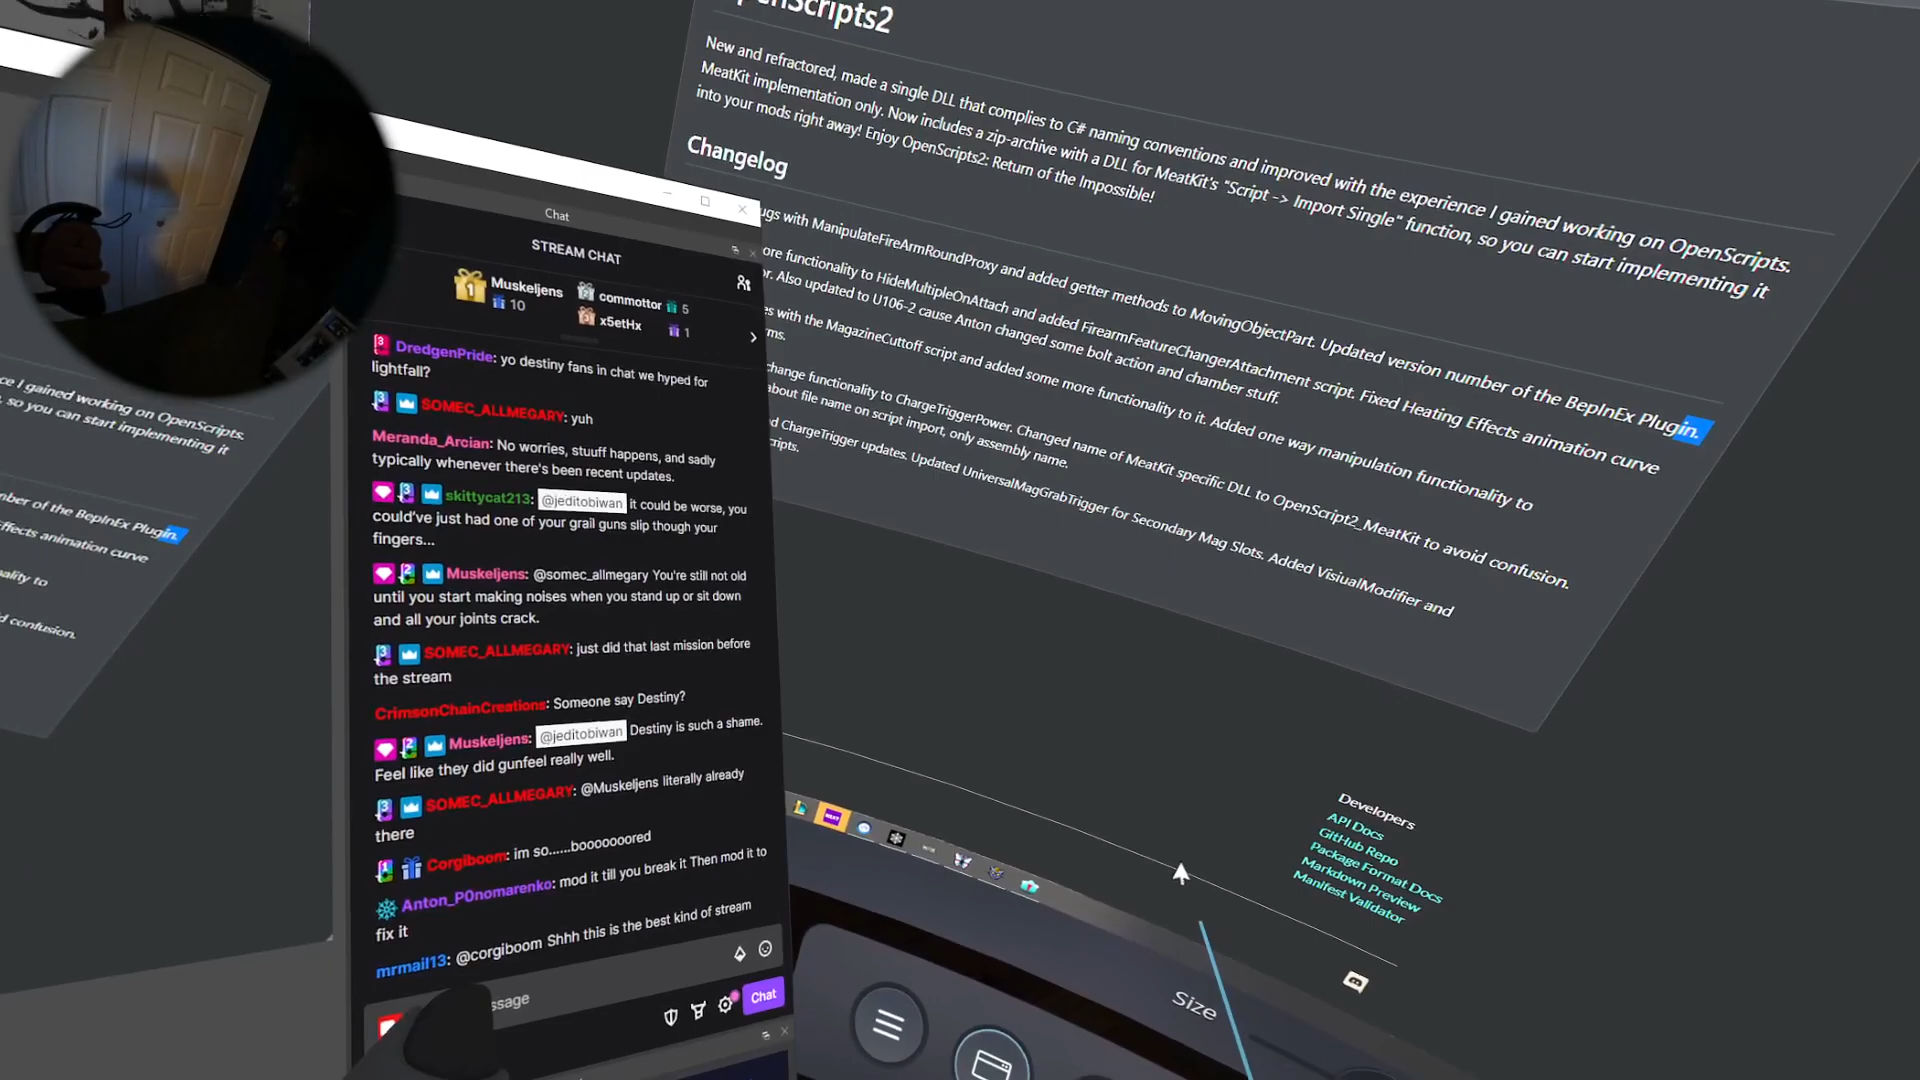 OpenScripts2
New and refractored, made a single DLL that complies to C# naming conventions and improved with the experience I gained working on OpenScripts.
MeatKit implementation only. Now includes a zip-archive with a DLL for MeatKit's "Script -> Import Single" function, so you can start implementing it
into your mods right away! Enjoy OpenScripts2: Return of the Impossible!
Changelog
ugs with ManipulateFireArmRoundProxy and added getter methods to MovingObjectPart. Updated version number of the BepInEx Plugin.
ore functionality to HideMultipleOnAttach and added FirearmFeatureChangerAttachment script. Fixed Heating Effects animation curve
r. Also updated to U106-2 cause Anton changed some bolt action and chamber stuff.
es with the MagazineCuttoff script and added some more functionality to it. Added one way manipulation functionality to
rms.
change functionality to ChargeTriggerPower. Changed name of MeatKit specific DLL to OpenScript2_MeatKit to avoid confusion.
about file name on script import, only assembly name.
d ChargeTrigger updates. Updated UniversalMagGrabTrigger for Secondary Mag Slots. Added VisiualModifier and
cripts.
ce I gained working on OpenScripts.
, so you can start implementing it
mber of the BepInEx Plugin.
Effects animation curve
nality to
d confusion.
Chat
STREAM CHAT
1 Muskeljens 10
commottor 5
x5etHx 1
DredgenPride: yo destiny fans in chat we hyped for
lightfall?
SOMEC_ALLMEGARY: yuh
Meranda_Arcian: No worries, stuuff happens, and sadly
typically whenever there's been recent updates.
skittycat213: @jeditobiwan it could be worse, you
could've just had one of your grail guns slip though your
fingers...
Muskeljens: @somec_allmegary You're still not old
until you start making noises when you stand up or sit down
and all your joints crack.
SOMEC_ALLMEGARY: just did that last mission before
the stream
CrimsonChainCreations: Someone say Destiny?
Muskeljens: @jeditobiwan Destiny is such a shame.
Feel like they did gunfeel really well.
SOMEC_ALLMEGARY: @Muskeljens literally already
there
Corgiboom: im so......booooooored
Anton_P0nomarenko: mod it till you break it Then mod it to
fix it
mrmail13: @corgiboom Shhh this is the best kind of stream
ssage
Chat
Developers
API Docs
GitHub Repo
Package Format Docs
Markdown Preview
Manifest Validator
Size